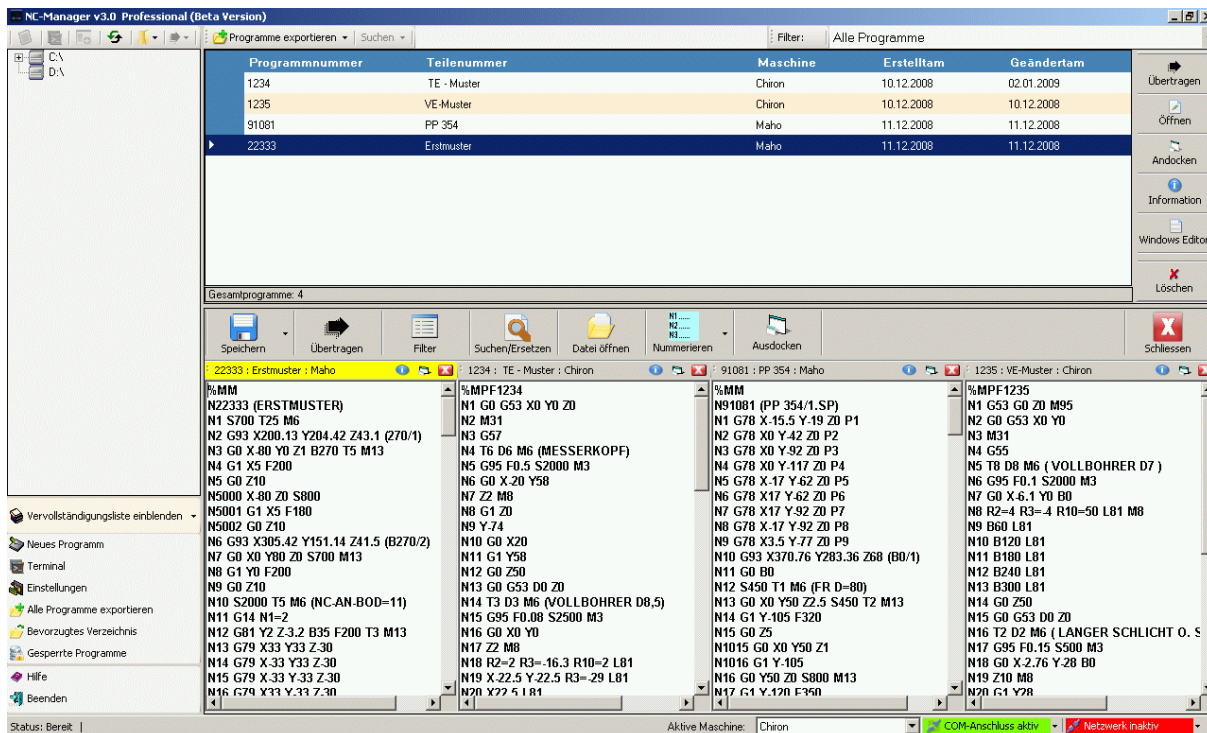 NC-Manager v3.0 Professional (Beta Version)
Programme exportieren
Suchen
Filter:
Alle Programme
C:\
D:\
Programmnummer Teilenummer Maschine Erstelltam Geändertam
1234 TE - Muster Chiron 10.12.2008 02.01.2009
1235 VE-Muster Chiron 10.12.2008 10.12.2008
91081 PP 354 Maho 11.12.2008 11.12.2008
22333 Erstmuster Maho 11.12.2008 11.12.2008
Gesamtprogramme: 4
Übertragen
Öffnen
Andocken
Information
Windows Editor
Löschen
N1......
N2......
N3......
Speichern Übertragen Filter Suchen/Ersetzen Datei öffnen Nummerieren Ausdocken Schliessen
22333 : Erstmuster : Maho
%MM
N22333 (ERSTMUSTER)
N1 S700 T25 M6
N2 G93 X200.13 Y204.42 Z43.1 (270/1)
N3 G0 X-80 Y0 Z1 B270 T5 M13
N4 G1 X5 F200
N5 G0 Z10
N5000 X-80 Z0 S800
N5001 G1 X5 F180
N5002 G0 Z10
N6 G93 X305.42 Y151.14 Z41.5 (B270/2)
N7 G0 X0 Y80 Z0 S700 M13
N8 G1 Y0 F200
N9 G0 Z10
N10 S2000 T5 M6 (NC-AN-BOD=11)
N11 G14 N1=2
N12 G81 Y2 Z-3.2 B35 F200 T3 M13
N13 G79 X33 Y33 Z-30
N14 G79 X-33 Y33 Z-30
N15 G79 X-33 Y-33 Z-30
N16 G79 X33 Y-33 Z-30
1234 : TE - Muster : Chiron
%MPF1234
N1 G0 G53 X0 Y0 Z0
N2 M31
N3 G57
N4 T6 D6 M6 (MESSERKOPF)
N5 G95 F0.5 S2000 M3
N6 G0 X-20 Y58
N7 Z2 M8
N8 G1 Z0
N9 Y-74
N10 G0 X20
N11 G1 Y58
N12 G0 Z50
N13 G0 G53 D0 Z0
N14 T3 D3 M6 (VOLLBOHRER D8,5)
N15 G95 F0.08 S2500 M3
N16 G0 X0 Y0
N17 Z2 M8
N18 R2=2 R3=-16.3 R10=2 L81
N19 X-22.5 Y-22.5 R3=-29 L81
N20 X22.5 L81
91081 : PP 354 : Maho
%MM
N91081 (PP 354/1.SP)
N1 G78 X-15.5 Y-19 Z0 P1
N2 G78 X0 Y-42 Z0 P2
N3 G78 X0 Y-92 Z0 P3
N4 G78 X0 Y-117 Z0 P4
N5 G78 X-17 Y-62 Z0 P5
N6 G78 X17 Y-62 Z0 P6
N7 G78 X17 Y-92 Z0 P7
N8 G78 X-17 Y-92 Z0 P8
N9 G78 X3.5 Y-77 Z0 P9
N10 G93 X370.76 Y283.36 Z68 (B0/1)
N11 G0 B0
N12 S450 T1 M6 (FR D=80)
N13 G0 X0 Y50 Z2.5 S450 T2 M13
N14 G1 Y-105 F320
N15 G0 Z5
N1015 G0 X0 Y50 Z1
N1016 G1 Y-105
N16 G0 Y50 Z0 S800 M13
N17 G1 Y-120 F350
1235 : VE-Muster : Chiron
%MPF1235
N1 G53 G0 Z0 M95
N2 G0 G53 X0 Y0
N3 M31
N4 G55
N5 T8 D8 M6 ( VOLLBOHRER D7 )
N6 G95 F0.1 S2000 M3
N7 G0 X-6.1 Y0 B0
N8 R2=4 R3=-4 R10=50 L81 M8
N9 B60 L81
N10 B120 L81
N11 B180 L81
N12 B240 L81
N13 B300 L81
N14 G0 Z50
N15 G0 G53 D0 Z0
N16 T2 D2 M6 ( LANGER SCHLICHT O. S
N17 G95 F0.15 S500 M3
N18 G0 X-2.76 Y-28 B0
N19 Z10 M8
N20 G1 Y28
Vervollständigungsliste einblenden
Neues Programm
Terminal
Einstellungen
Alle Programme exportieren
Bevorzugtes Verzeichnis
Gesperrte Programme
Hilfe
Beenden
Status: Bereit |
Aktive Maschine: Chiron
COM-Anschluss aktiv
Netzwerk inaktiv